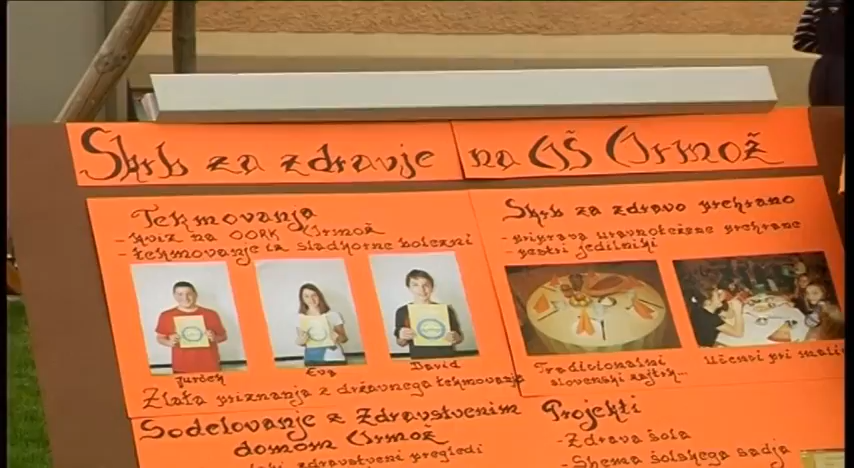 Skrb za zdravje na OŠ Ormož
Tekmovanja
- kviz na OORK Ormož
- tekmovanje iz sladkorne bolezni
Jurček
Eva
David
Zlata priznanja z državnega tekmovanja
Sodelovanje z Zdravstvenim
domom Ormož
zdravstveni pregledi
Skrb za zdravo prehrano
- priprava uravnotežene prehrane
- pestri jedilniki
Tradicionalni
slovenski zajtrk...
Učenci pri malici
Projekti
- Zdrava šola
- Shema šolskega sadja